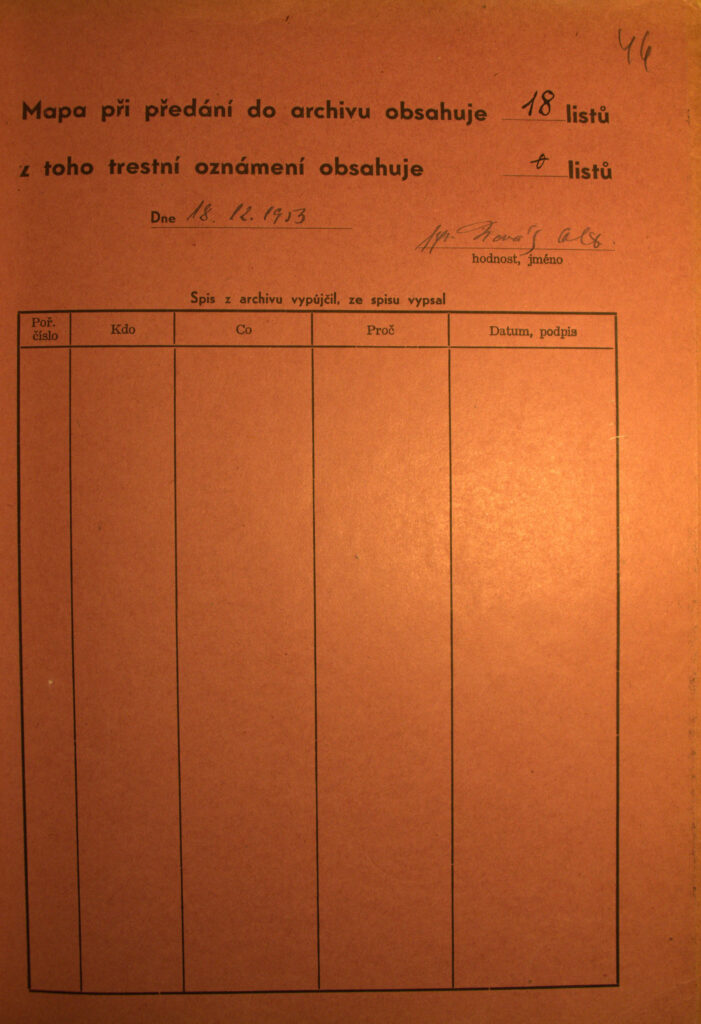 46
Mapa při předání do archivu obsahuje 18 listů
z toho trestní oznámení obsahuje listů
Dne 18. 12. 1953
hodnost, jméno
Spis z archivu vypůjčil, ze spisu vypsal
Poř. číslo Kdo Co Proč Datum, podpis